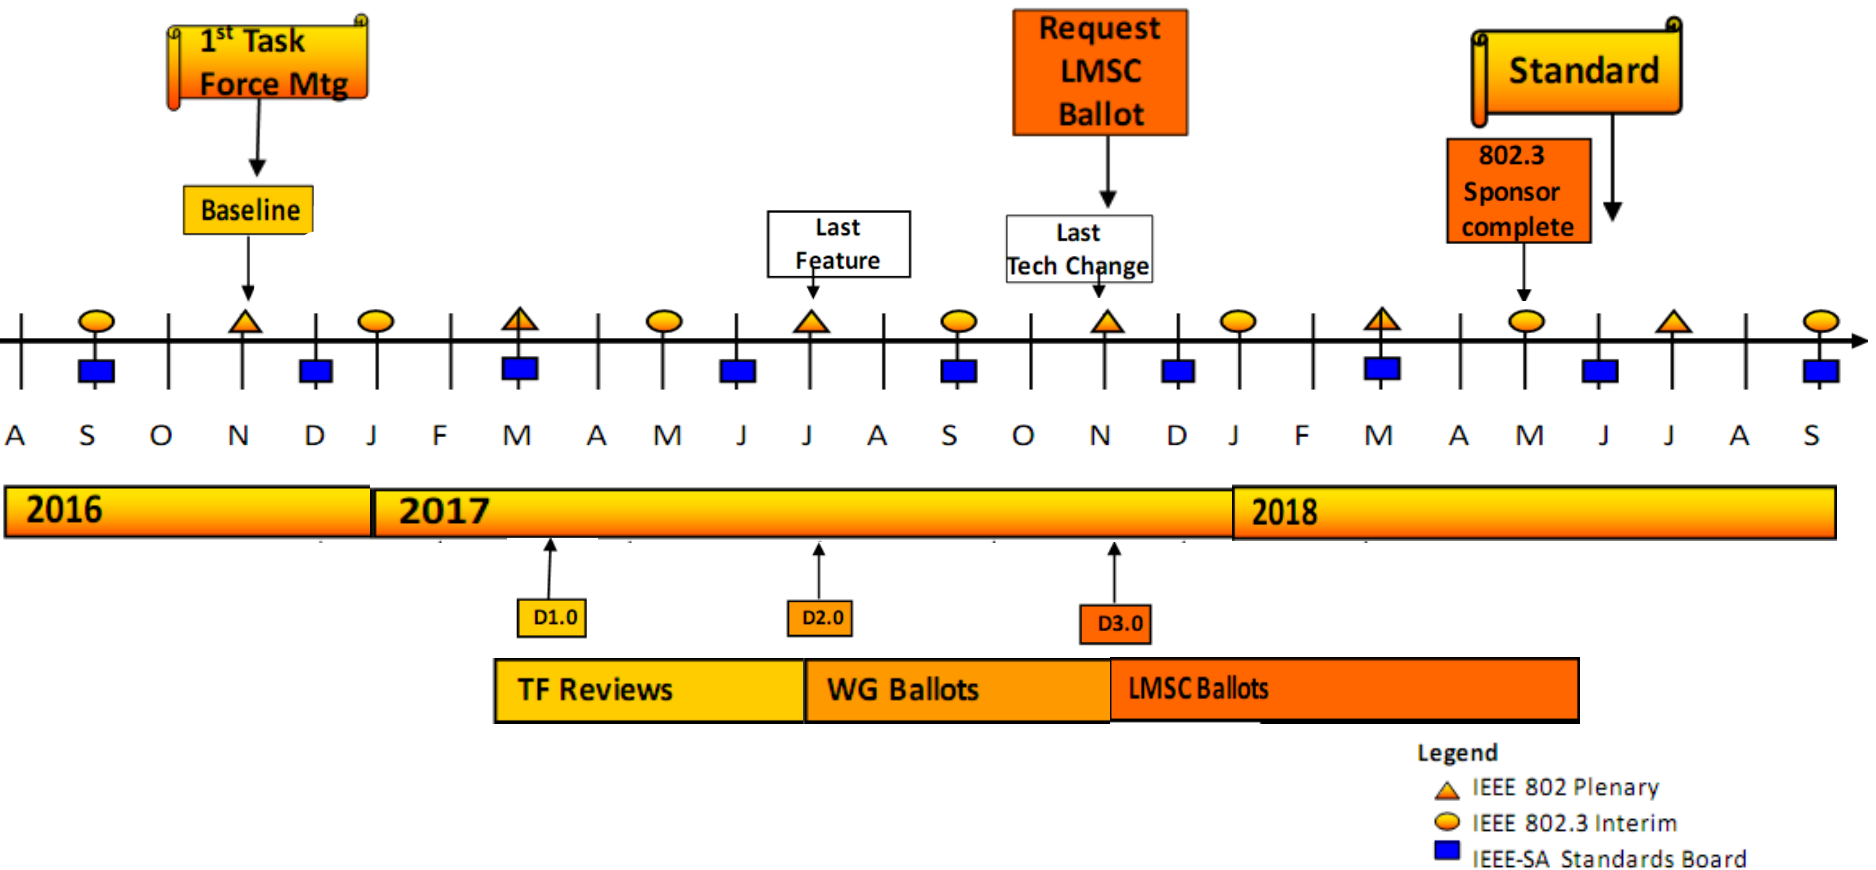 1st Task
Force Mtg
Baseline
Last
Feature
Request
LMSC
Ballot
Last
Tech Change
Standard
802.3
Sponsor
complete
A S O N D J F M A M J J A S O N D J F M A M J J A S
2016 2017 2018
D1.0 D2.0 D3.0
TF Reviews WG Ballots LMSC Ballots
Legend
IEEE 802 Plenary
IEEE 802.3 Interim
IEEE-SA Standards Board